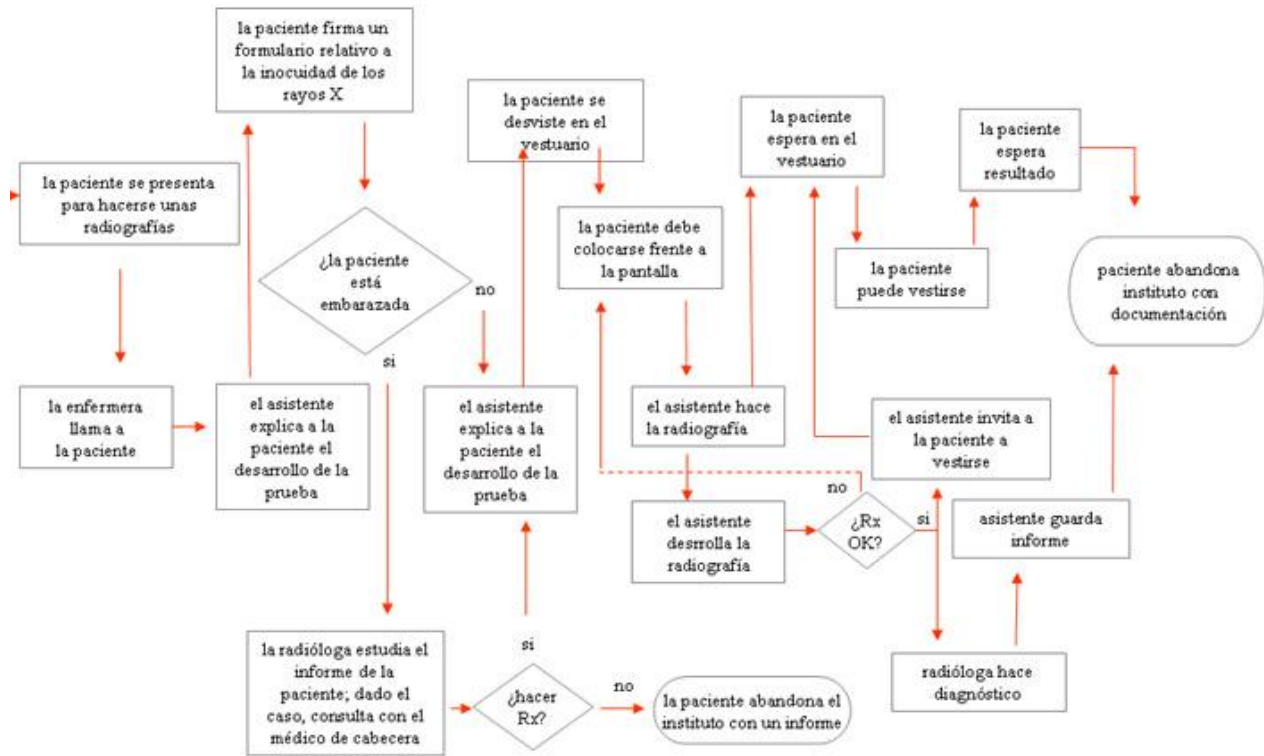 la paciente firma un
formulario relativo a
la inocuidad de los
rayos X
la paciente se
desviste en el
vestuario
la paciente
espera en el
vestuario
la paciente
espera
resultado
la paciente se presenta
para hacerse unas
radiografías
la paciente debe
colocarse frente a
la pantalla
¿la paciente
está
embarazada
no
si
la paciente
puede vestirse
paciente abandona
instituto con
documentación
la enfermera
llama a
la paciente
el asistente
explica a la
paciente el
desarrollo de la
prueba
el asistente
explica a la
paciente el
desarrollo de la
prueba
el asistente hace
la radiografía
el asistente invita a
la paciente a
vestirse
no
el asistente
desrrolla la
radiografía
¿Rx
OK?
si
asistente guarda
informe
la radióloga estudia el
informe de la
paciente; dado el
caso, consulta con el
médico de cabecera
si
¿hacer
Rx?
no
la paciente abandona el
instituto con un informe
radióloga hace
diagnóstico